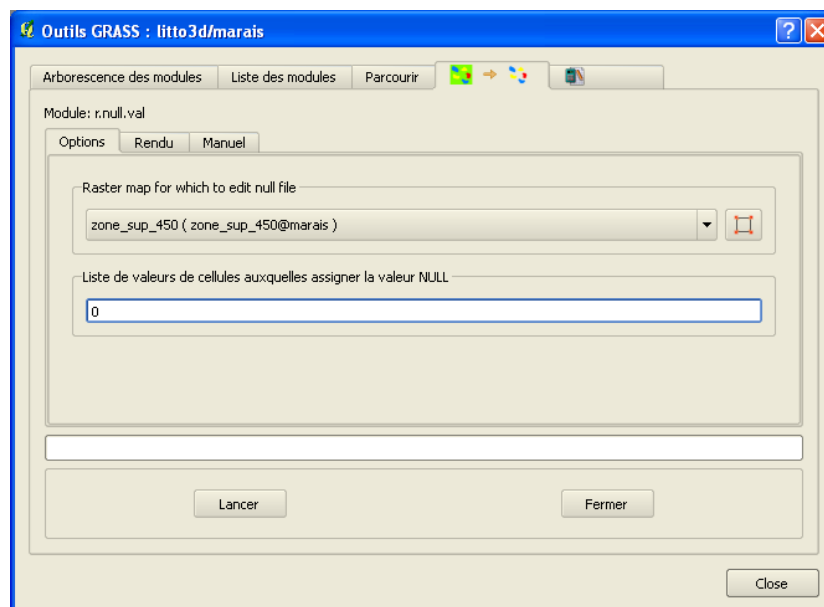 Outils GRASS : litto3d/marais
Arborescence des modules Liste des modules Parcourir
Module: r.null.val
Options Rendu Manuel
Raster map for which to edit null file
zone_sup_450 ( zone_sup_450@marais )
Liste de valeurs de cellules auxquelles assigner la valeur NULL
0
Lancer Fermer
Close